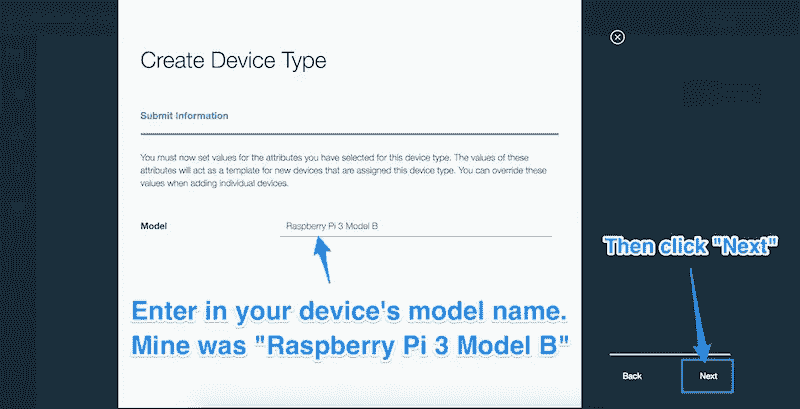 Create Device Type
Submit Information
You must now set values for the attributes you have selected for this device type. The values of these
attributes will act as a template for new devices that are assigned this device type. You can override these
values when adding individual devices.
Model
Raspberry Pi 3 Model B
Then click "Next"
Enter in your device's model name.
Mine was "Raspberry Pi 3 Model B"
Back
Next